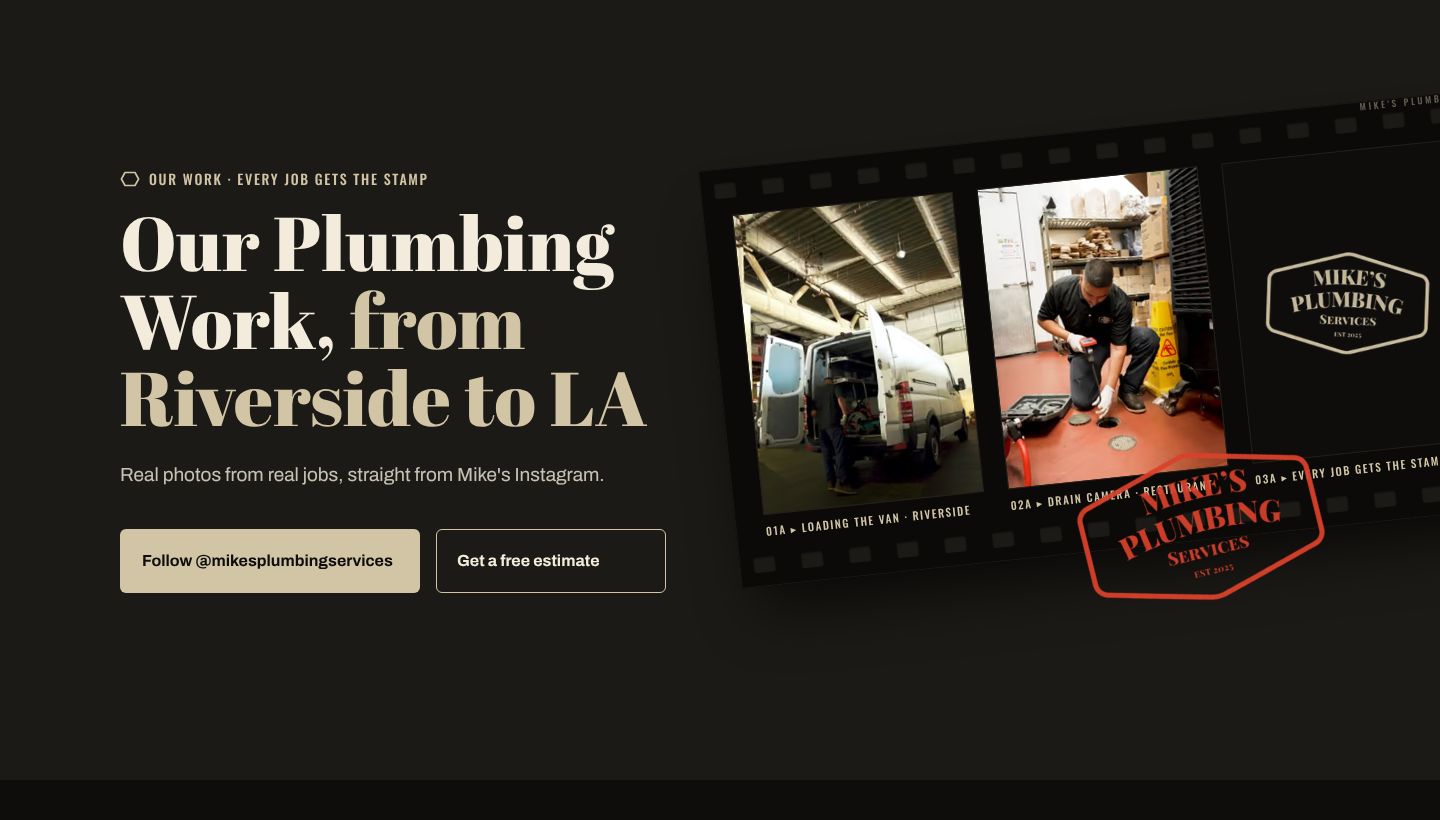 OUR WORK · EVERY JOB GETS THE STAMP
Our Plumbing
Work, from
Riverside to LA
Real photos from real jobs, straight from Mike's Instagram.
Follow @mikesplumbingservices
Get a free estimate
MIKE'S PLUMB
01A ▸ LOADING THE VAN · RIVERSIDE
02A ▸ DRAIN CAMERA · RESTAURANT
MIKE'S
PLUMBING
SERVICES
EST 2025
03A ▸ EVERY JOB GETS THE STAM
MIKE'S
PLUMBING
SERVICES
EST 2025